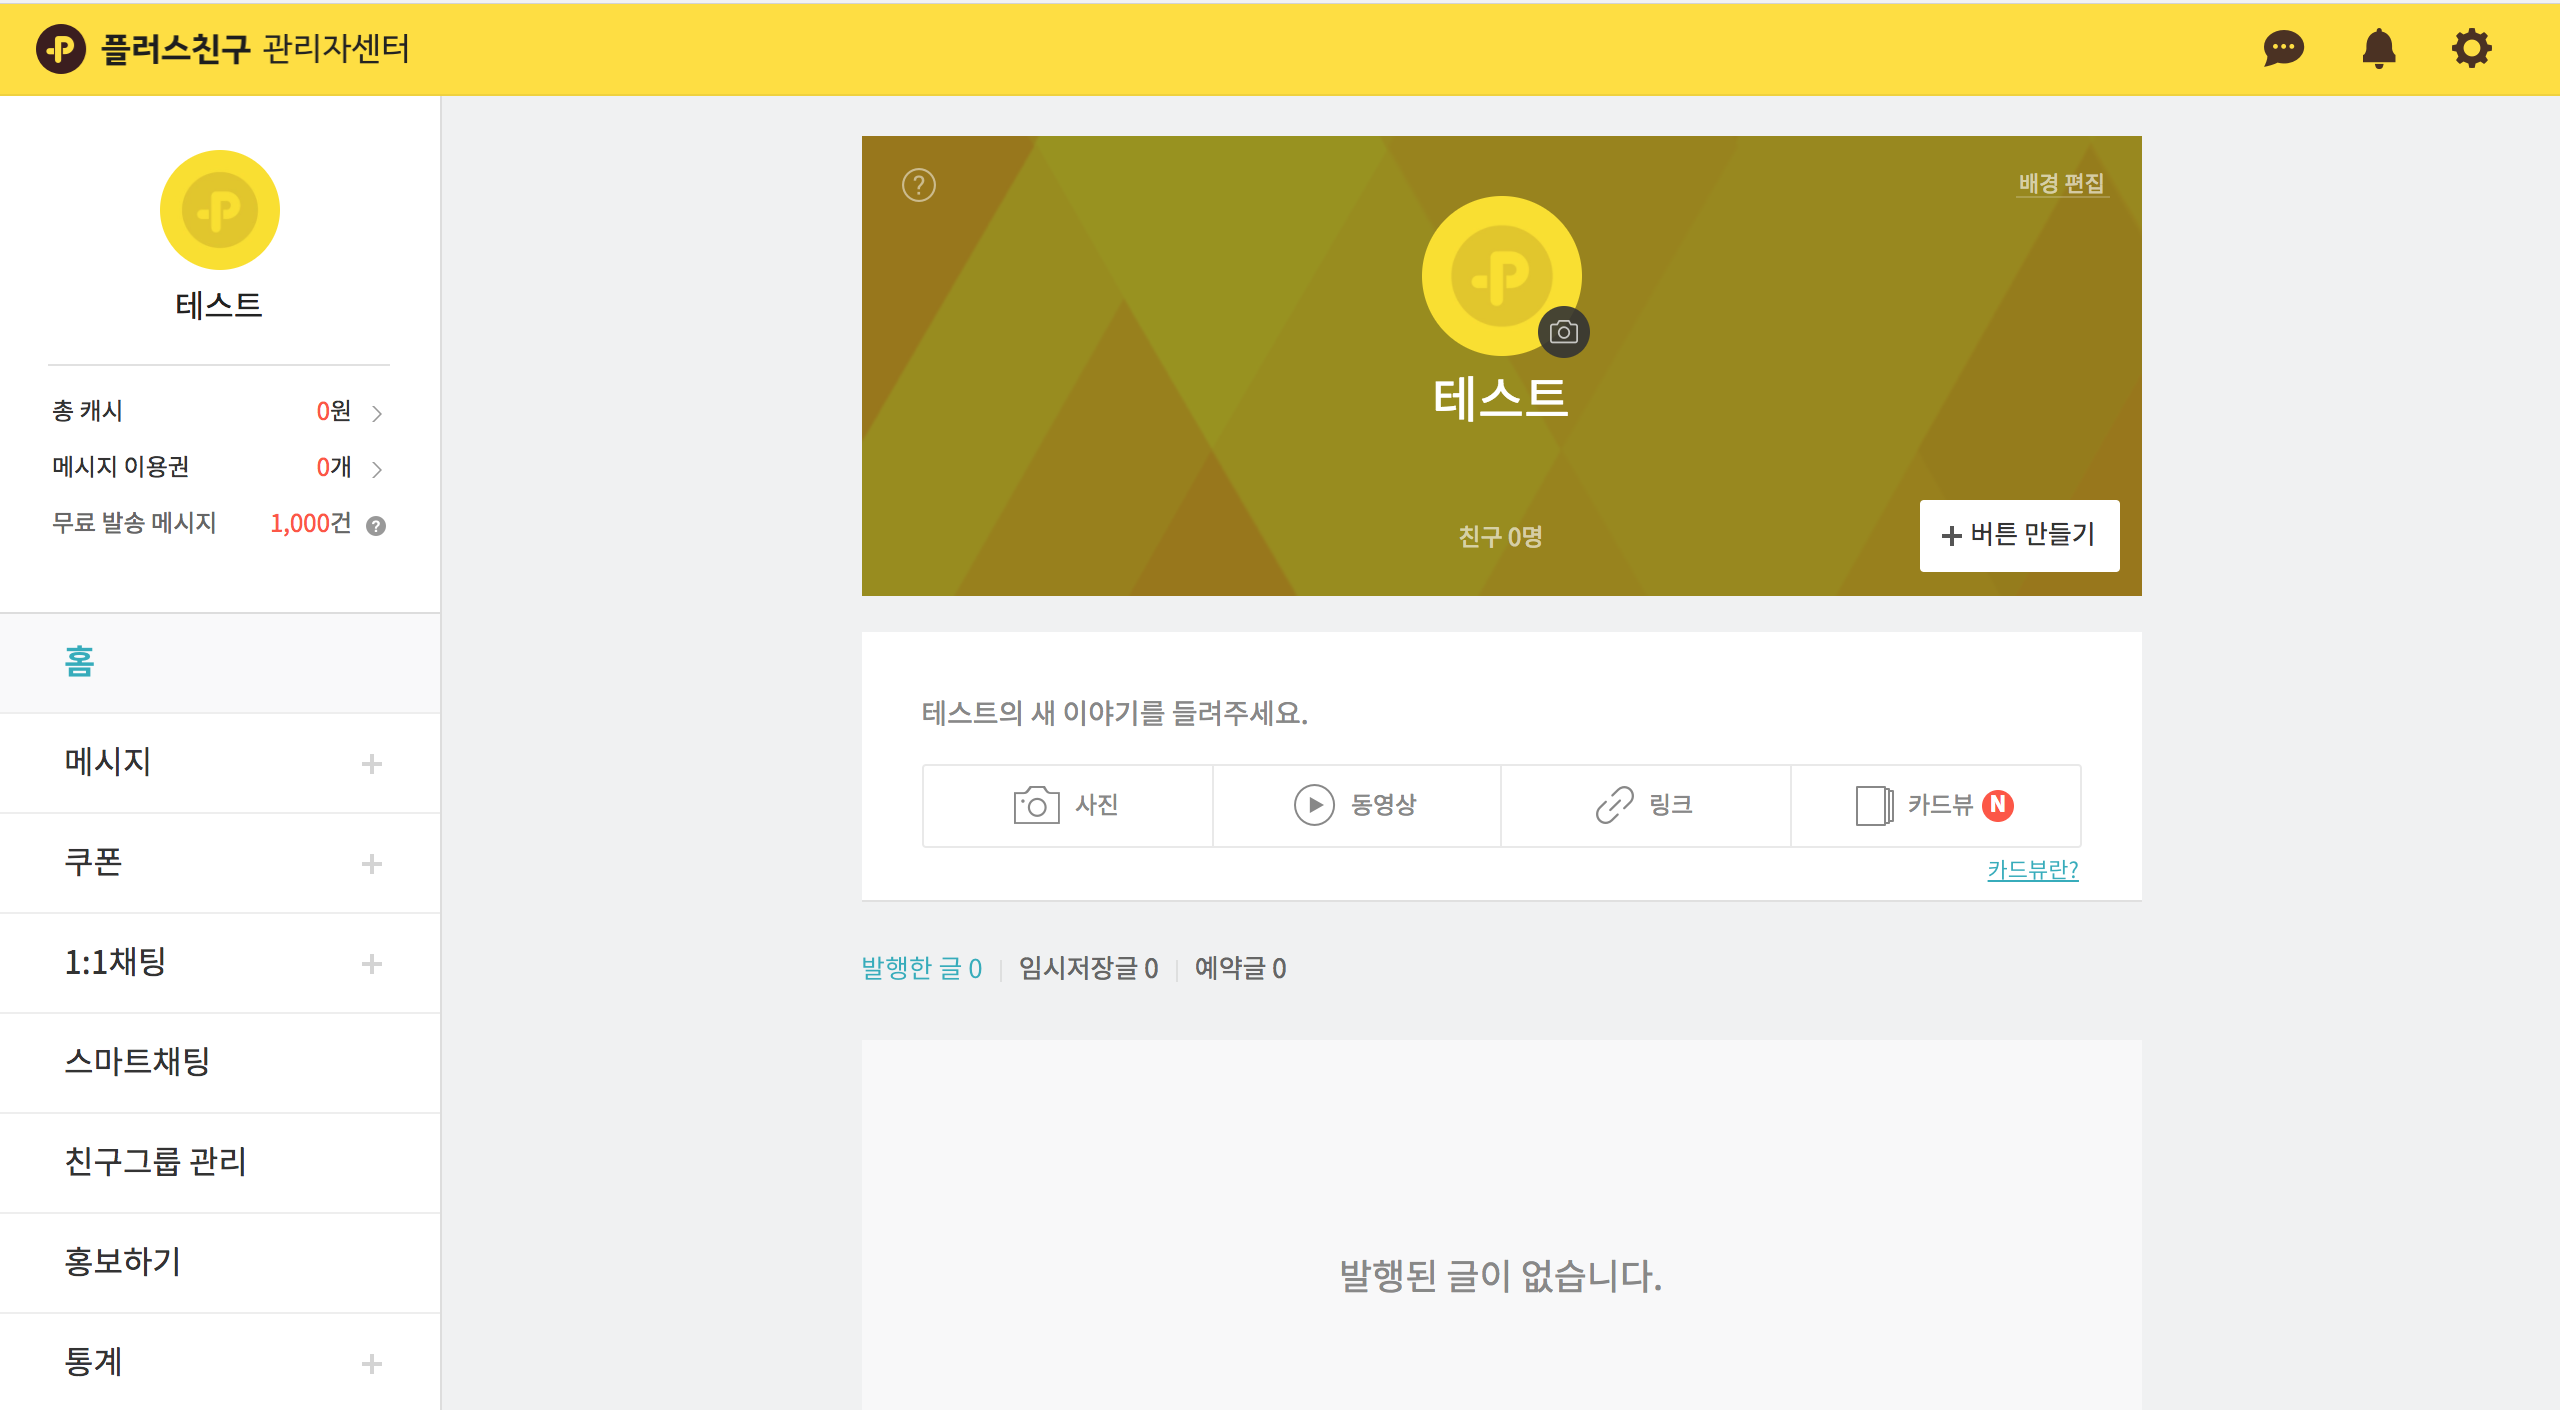 플러스친구 관리자센터
테스트
총 캐시 0원
메시지 이용권 0개
무료 발송 메시지 1,000건 ?
홈
메시지
쿠폰
1:1채팅
스마트채팅
친구그룹 관리
홍보하기
통계
?
배경 편집
테스트
친구 0명
+ 버튼 만들기
테스트의 새 이야기를 들려주세요.
사진 동영상 링크 카드뷰 N
카드뷰란?
발행한 글 0 임시저장글 0 예약글 0
발행된 글이 없습니다.